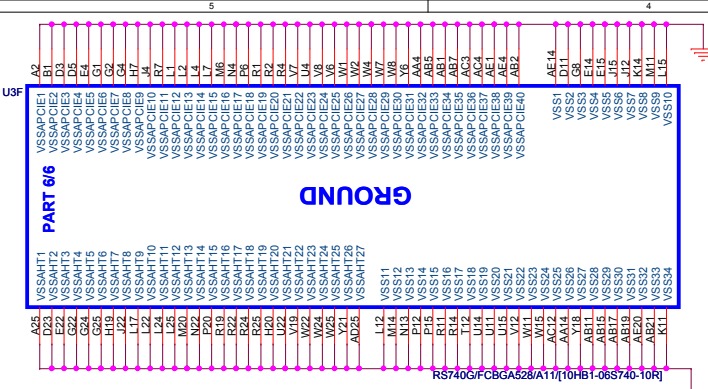 5 4
A2 B1 D3 D5 E4 G1 G2 G4 H7 J4 R7 L1 L2 L4 L7 M6 N4 P6 R1 R2 R4 V7 U4 V8 V6 W1 W2 W4 W7 W8 Y6 AA4 AB5 AB1 AB7 AC3 AC4 AE1 AE4 AB2 AE14 D11 G8 E14 E15 J15 J12 K14 M11 L15
U3F
VSSAPCIE1 VSSAPCIE2 VSSAPCIE3 VSSAPCIE4 VSSAPCIE5 VSSAPCIE6 VSSAPCIE7 VSSAPCIE8 VSSAPCIE9 VSSAPCIE10 VSSAPCIE11 VSSAPCIE12 VSSAPCIE13 VSSAPCIE14 VSSAPCIE15 VSSAPCIE16 VSSAPCIE17 VSSAPCIE18 VSSAPCIE19 VSSAPCIE20 VSSAPCIE21 VSSAPCIE22 VSSAPCIE23 VSSAPCIE24 VSSAPCIE25 VSSAPCIE26 VSSAPCIE27 VSSAPCIE28 VSSAPCIE29 VSSAPCIE30 VSSAPCIE31 VSSAPCIE32 VSSAPCIE33 VSSAPCIE34 VSSAPCIE35 VSSAPCIE36 VSSAPCIE37 VSSAPCIE38 VSSAPCIE39 VSSAPCIE40 VSS1 VSS2 VSS3 VSS4 VSS5 VSS6 VSS7 VSS8 VSS9 VSS10
PART 6/6
GROUND
VSSAHT1 VSSAHT2 VSSAHT3 VSSAHT4 VSSAHT5 VSSAHT6 VSSAHT7 VSSAHT8 VSSAHT9 VSSAHT10 VSSAHT11 VSSAHT12 VSSAHT13 VSSAHT14 VSSAHT15 VSSAHT16 VSSAHT17 VSSAHT18 VSSAHT19 VSSAHT20 VSSAHT21 VSSAHT22 VSSAHT23 VSSAHT24 VSSAHT25 VSSAHT26 VSSAHT27 VSS11 VSS12 VSS13 VSS14 VSS15 VSS16 VSS17 VSS18 VSS19 VSS20 VSS21 VSS22 VSS23 VSS24 VSS25 VSS26 VSS27 VSS28 VSS29 VSS30 VSS31 VSS32 VSS33 VSS34
A25 D23 E22 G22 G24 G25 H19 J22 L17 L22 L24 L25 M20 N22 P20 R19 R22 R24 R25 H20 U22 V19 W22 W24 W25 Y21 AD25 L12 M14 N13 P12 P15 R11 R14 T12 U14 U11 U15 V12 W11 W15 AC12 AA14 Y18 AB11 AB15 AB17 AB19 AE20 AB21 K11
RS740G/FCBGA528/A11/[10HB1-06S740-10R]